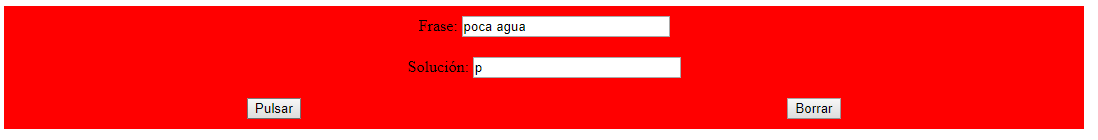 Frase: poca agua
Solución: p
Pulsar Borrar